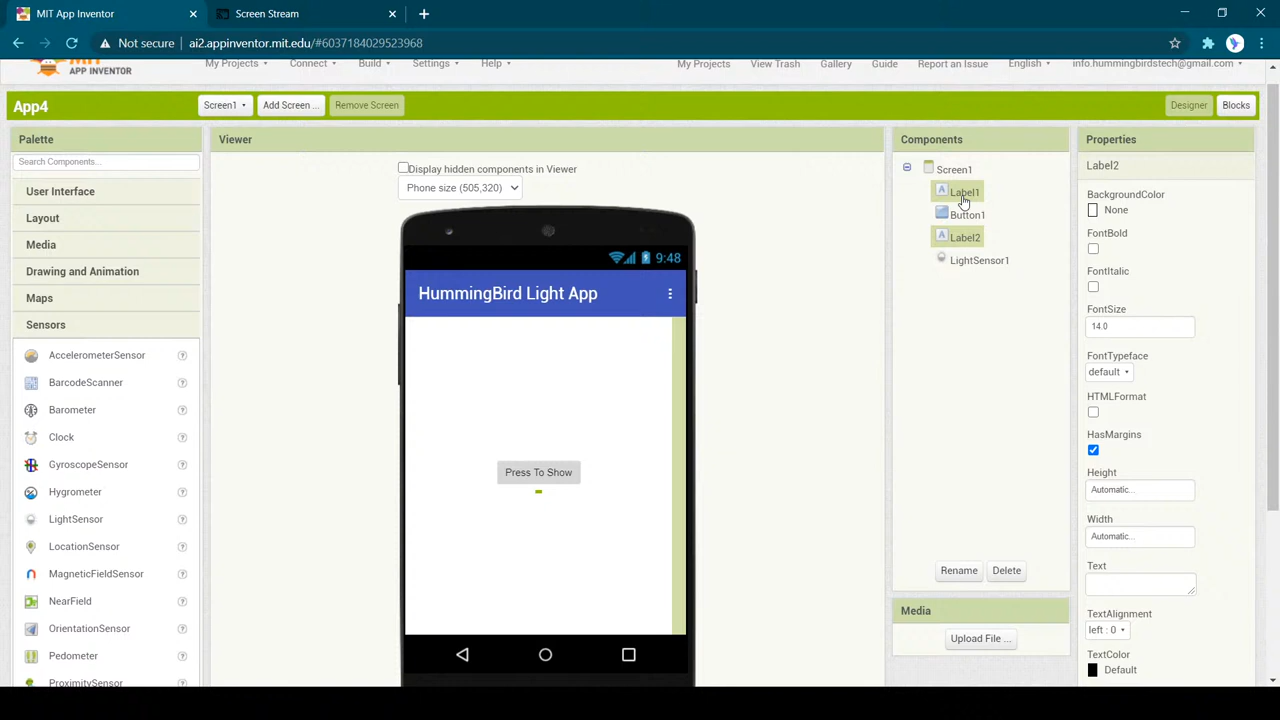 MIT App Inventor
Screen Stream
Not secure
ai2.appinventor.mit.edu/#6037184029523968
APP INVENTOR
My Projects
Connect
Build
Settings
Help
My Projects
View Trash
Gallery
Guide
Report an Issue
English
info.hummingbirdstech@gmail.com
App4
Screen1
Add Screen ...
Remove Screen
Designer
Blocks
Palette
Search Components...
User Interface
Layout
Media
Drawing and Animation
Maps
Sensors
AccelerometerSensor
BarcodeScanner
Barometer
Clock
GyroscopeSensor
Hygrometer
LightSensor
LocationSensor
MagneticFieldSensor
NearField
OrientationSensor
Pedometer
ProximitySensor
Viewer
Display hidden components in Viewer
Phone size (505,320)
9:48
HummingBird Light App
Press To Show
Components
Screen1
Label1
Button1
Label2
LightSensor1
Rename
Delete
Media
Upload File ...
Properties
Label2
BackgroundColor
None
FontBold
FontItalic
FontSize
14.0
FontTypeface
default
HTMLFormat
HasMargins
Height
Automatic...
Width
Automatic...
Text
TextAlignment
left : 0
TextColor
Default